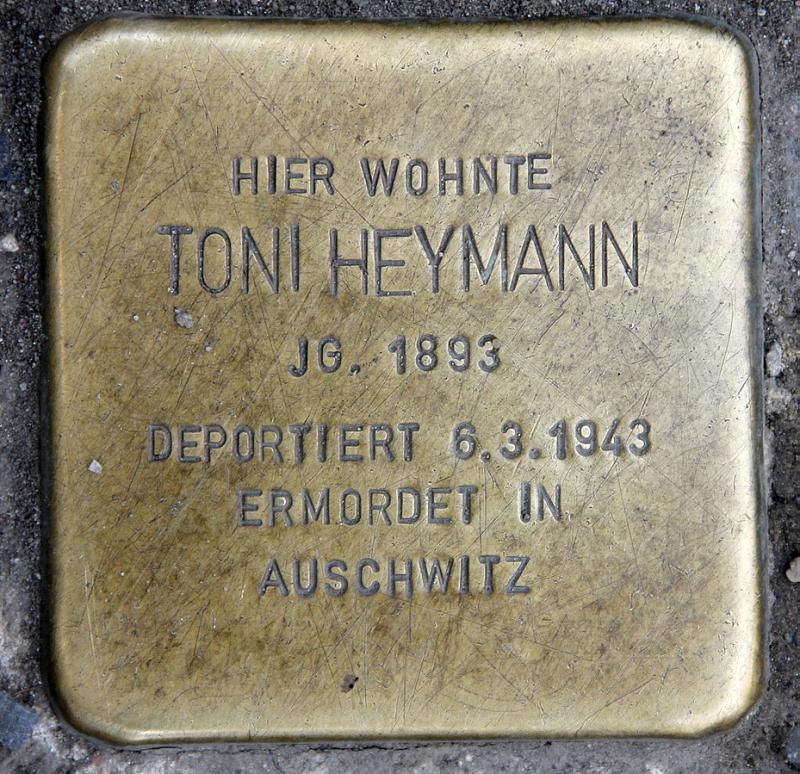 HIER WOHNTE
TONI HEYMANN
JG. 1893
DEPORTIERT 6.3.1943
ERMORDET IN
AUSCHWITZ